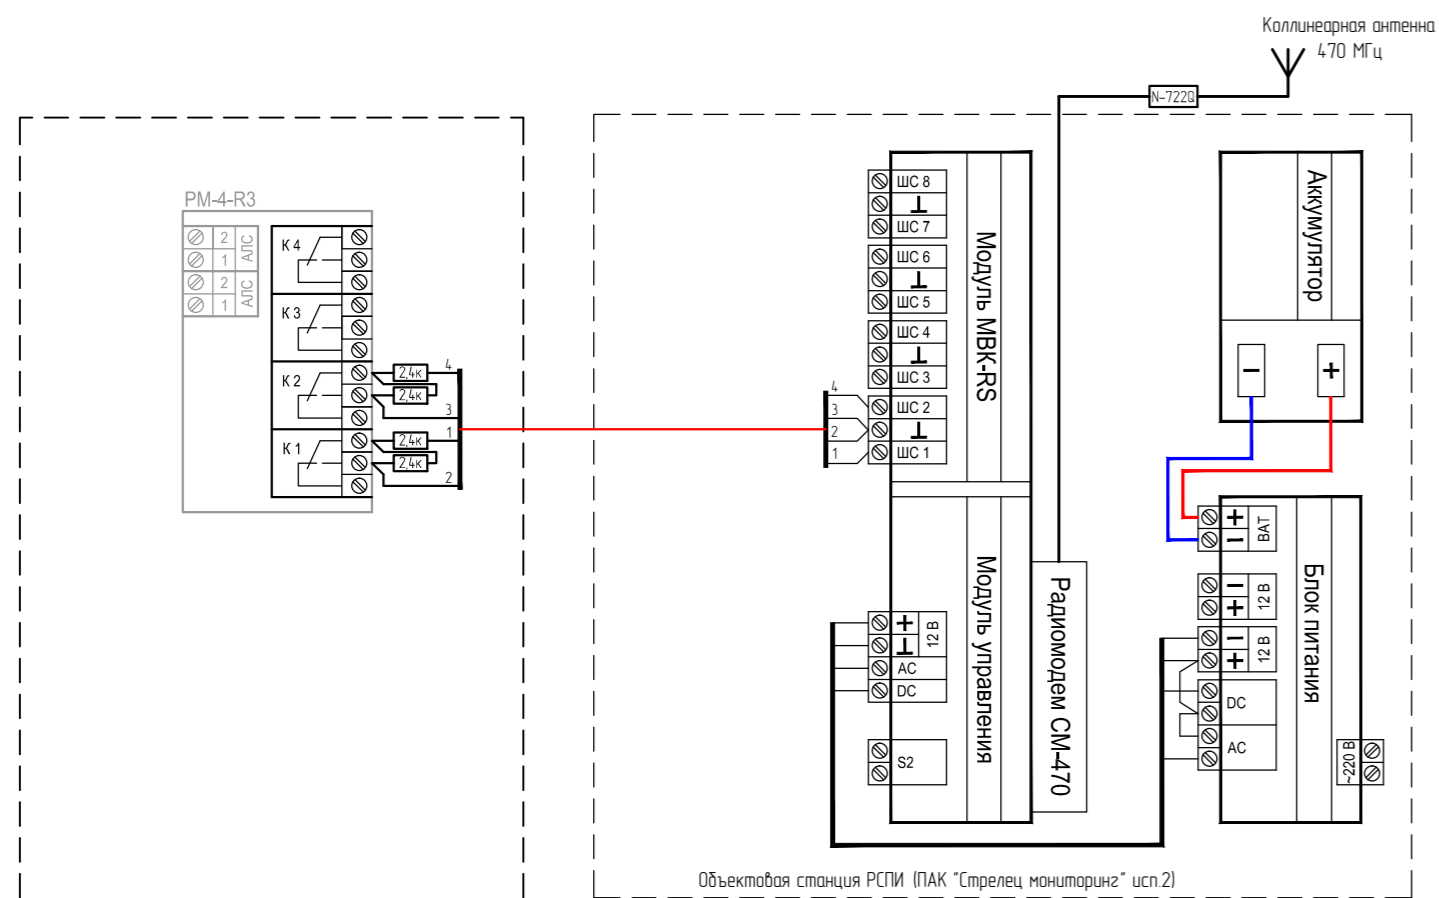 Коллинеарная антенна
470 МГц
N-722Q
РМ-4-R3
2
1
АЛС
2
1
АЛС
К 4
К 3
К 2
К 1
2,4к
2,4к
2,4к
2,4к
4
3
1
2
4
3
2
1
ШС 8
⊥
ШС 7
ШС 6
⊥
ШС 5
ШС 4
⊥
ШС 3
ШС 2
⊥
ШС 1
Модуль МВК-RS
+
⊥
12 В
AC
DC
S2
Модуль управления
Радиомодем СМ-470
Аккумулятор
−
+
+
−
BAT
−
+
12 В
−
+
12 В
DC
AC
Блок питания
~220 В
Объектовая станция РСПИ (ПАК "Стрелец мониторинг" исп.2)